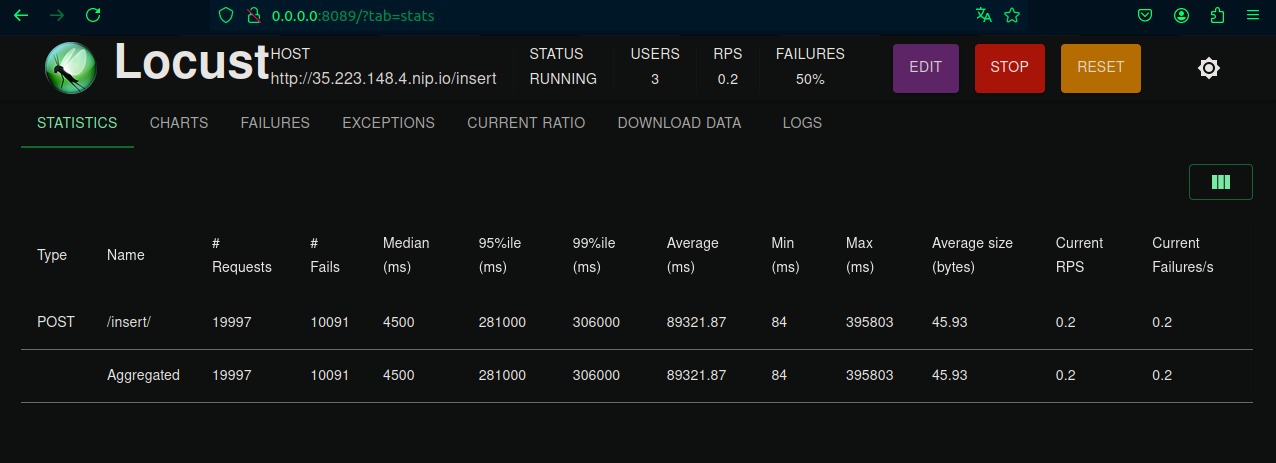 0.0.0.0:8089/?tab=stats
Locust
HOST
http://35.223.148.4.nip.io/insert
STATUS
RUNNING
USERS
3
RPS
0.2
FAILURES
50%
EDIT
STOP
RESET
STATISTICS CHARTS FAILURES EXCEPTIONS CURRENT RATIO DOWNLOAD DATA LOGS
Type Name # Requests # Fails Median (ms) 95%ile (ms) 99%ile (ms) Average (ms) Min (ms) Max (ms) Average size (bytes) Current RPS Current Failures/s
POST /insert/ 19997 10091 4500 281000 306000 89321.87 84 395803 45.93 0.2 0.2
Aggregated 19997 10091 4500 281000 306000 89321.87 84 395803 45.93 0.2 0.2